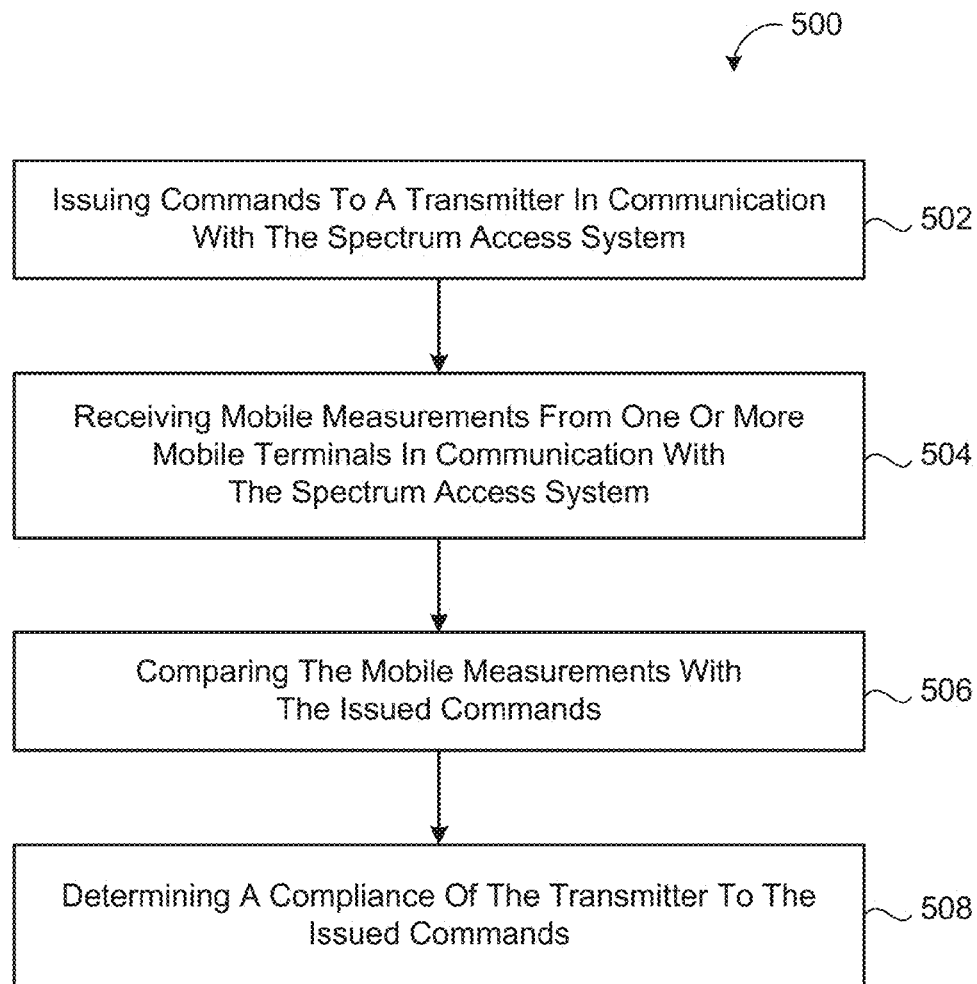 500
Issuing Commands To A Transmitter In Communication
With The Spectrum Access System
502
Receiving Mobile Measurements From One Or More
Mobile Terminals In Communication With
The Spectrum Access System
504
Comparing The Mobile Measurements With
The Issued Commands
506
Determining A Compliance Of The Transmitter To The
Issued Commands
508